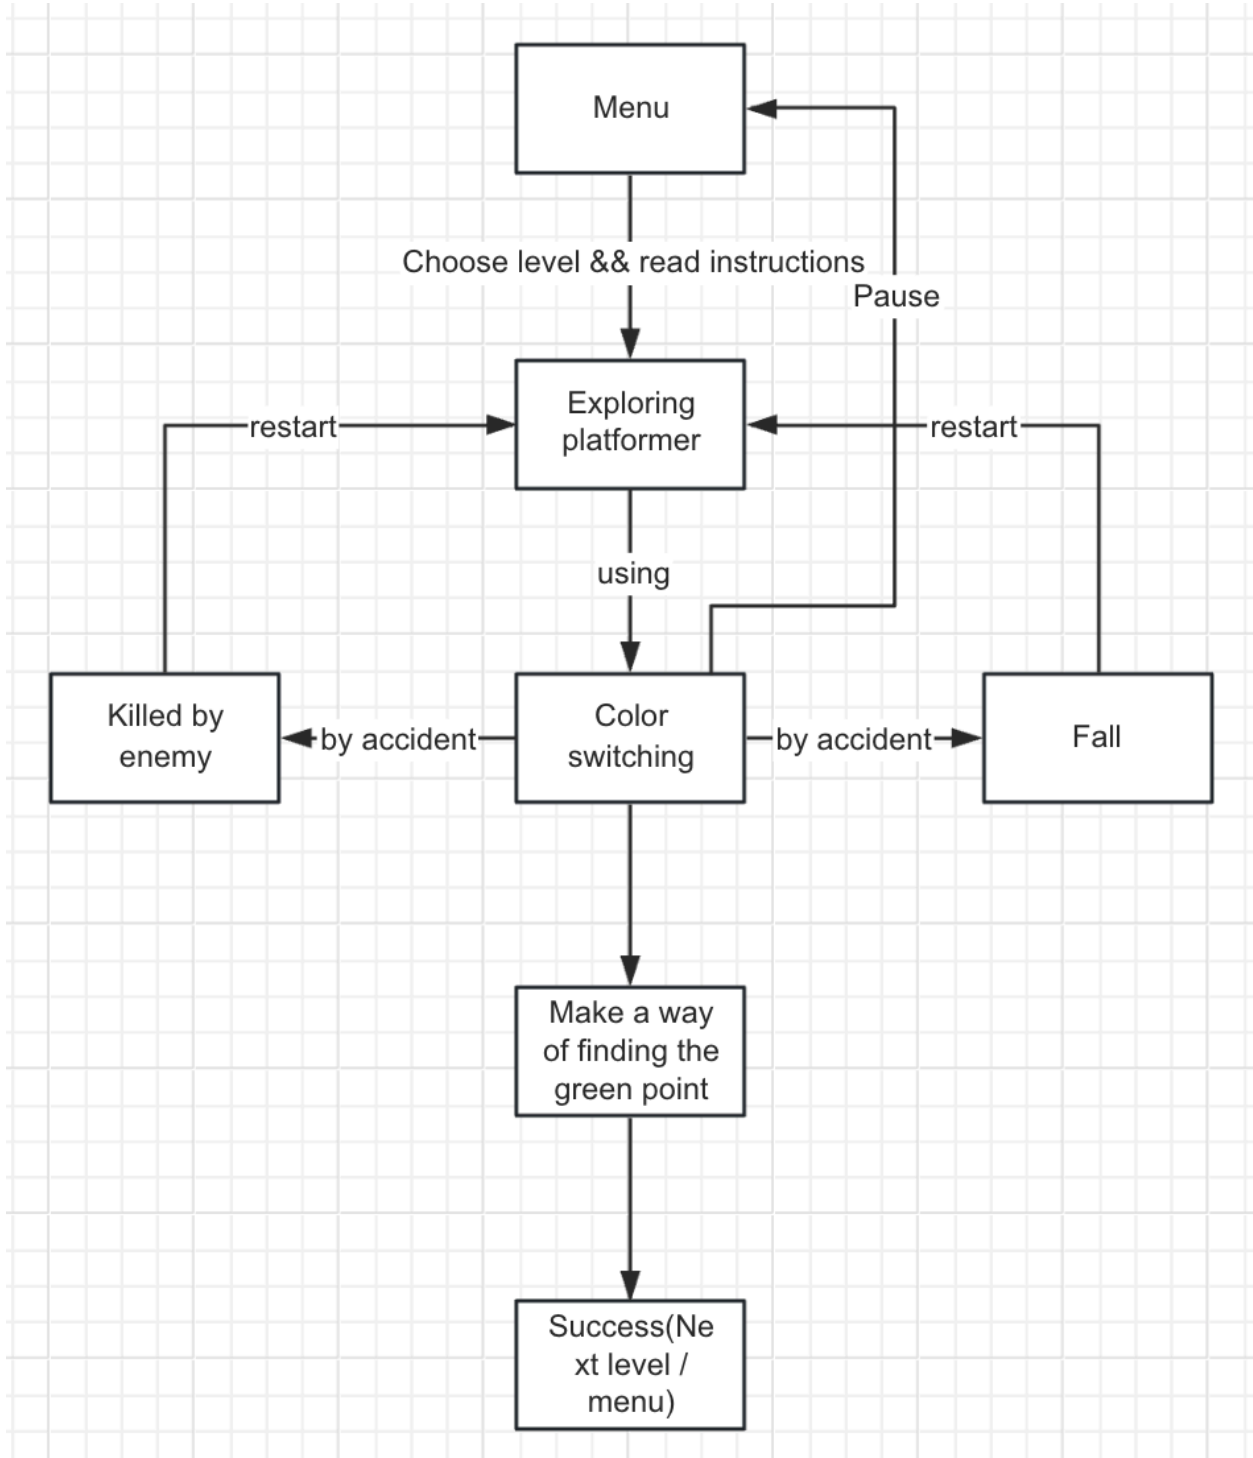 Menu
Choose level && read instructions
Pause
Exploring
platformer
restart
restart
using
Killed by
enemy
by accident
Color
switching
by accident
Fall
Make a way
of finding the
green point
Success(Ne
xt level /
menu)